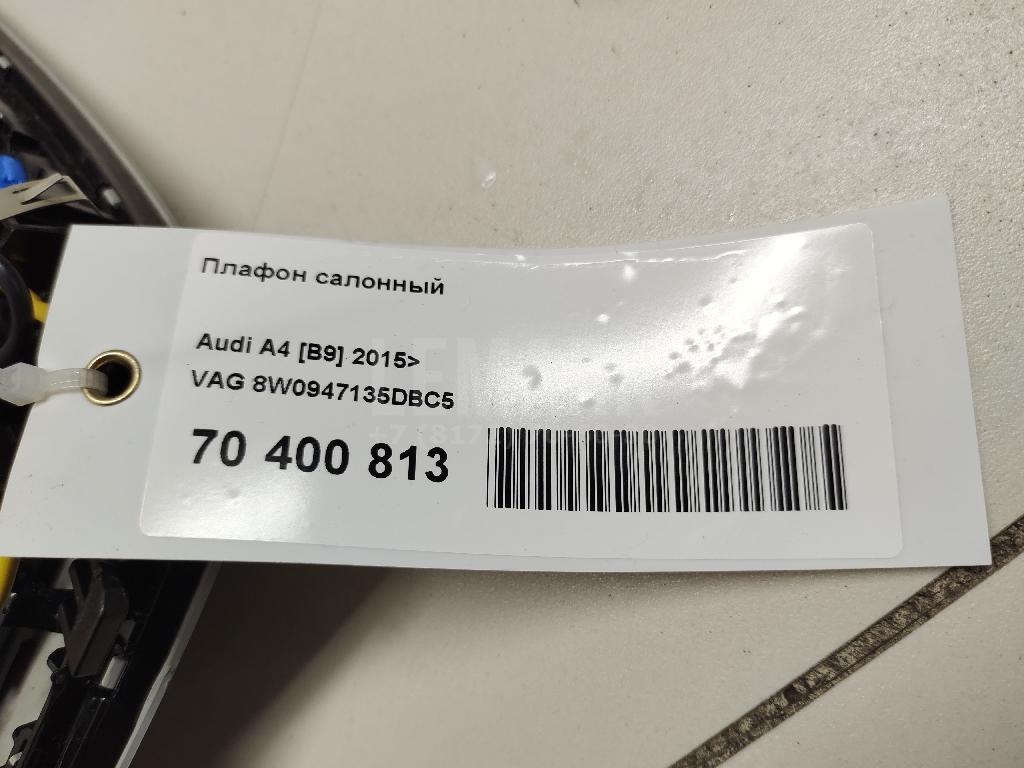 Плафон салонный
Audi A4 [B9] 2015>
VAG 8W0947135DBC5
70 400 813